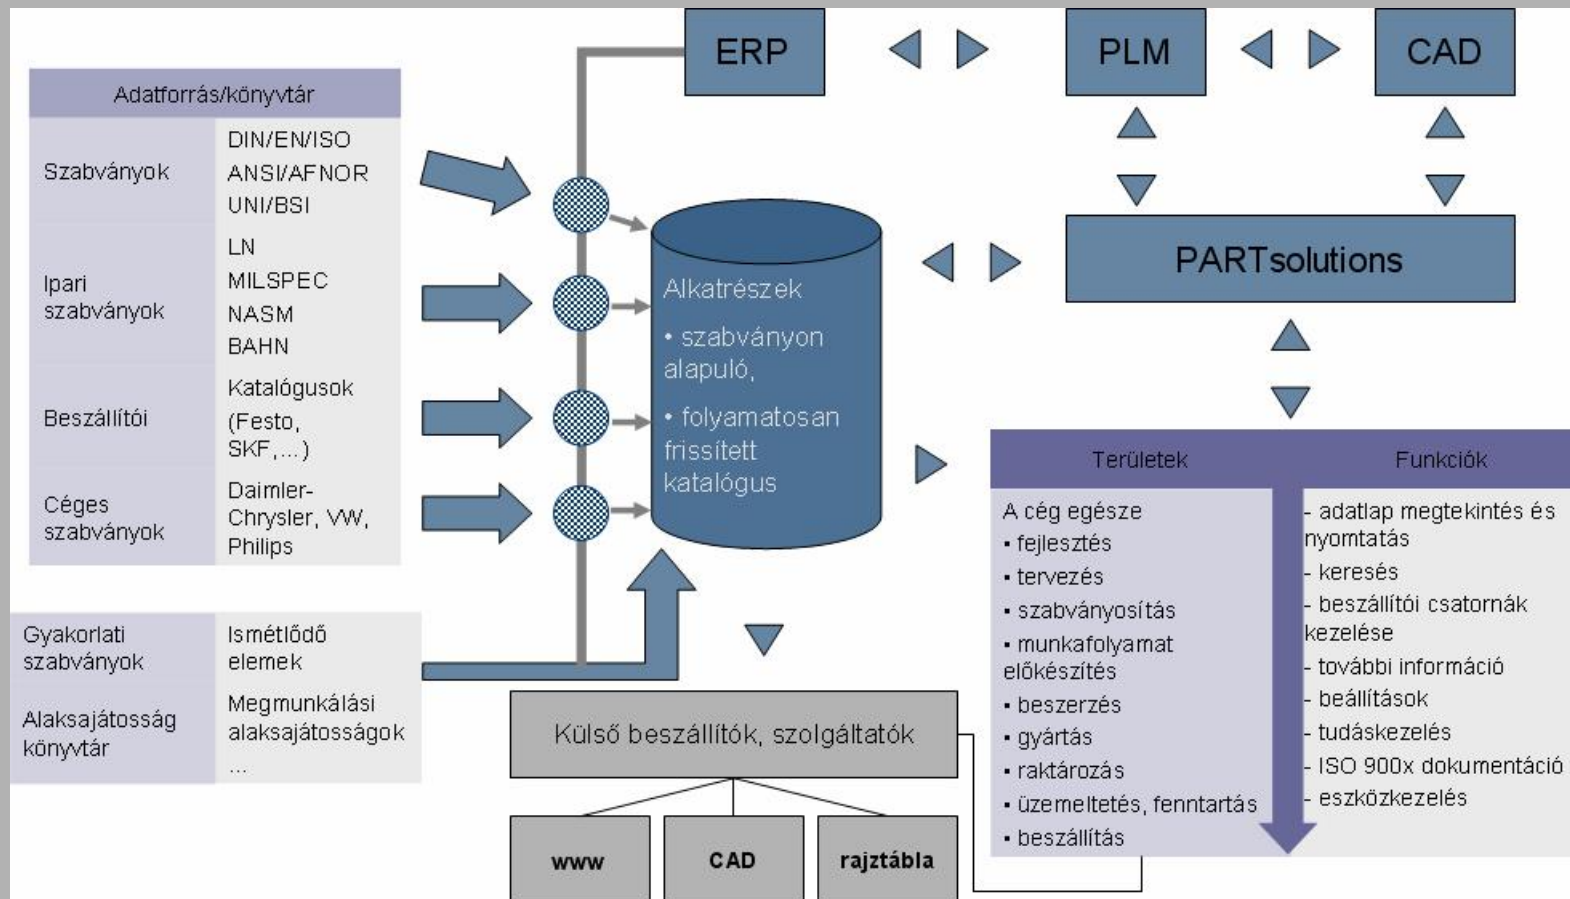 ERP
PLM
CAD
Adatforrás/könyvtár
Szabványok
DIN/EN/ISO
ANSI/AFNOR
UNI/BSI
Ipari
szabványok
LN
MILSPEC
NASM
BAHN
Beszállítói
Katalógusok
(Festo,
SKF,...)
Céges
szabványok
Daimler-
Chrysler, VW,
Philips
Gyakorlati
szabványok
Ismétlődő
elemek
Alaksajátosság
könyvtár
Megmunkálási
alaksajátosságok
...
Alkatrészek
• szabványon
alapuló,
• folyamatosan
frissített
katalógus
PARTsolutions
Területek
A cég egésze
▪ fejlesztés
▪ tervezés
▪ szabványosítás
▪ munkafolyamat
előkészítés
▪ beszerzés
▪ gyártás
▪ raktározás
▪ üzemeltetés, fenntartás
▪ beszállítás
Funkciók
- adatlap megtekintés és
nyomtatás
- keresés
- beszállítói csatornák
kezelése
- további információ
- beállítások
- tudáskezelés
- ISO 900x dokumentáció
- eszközkezelés
Külső beszállítók, szolgáltatók
www
CAD
rajztábla